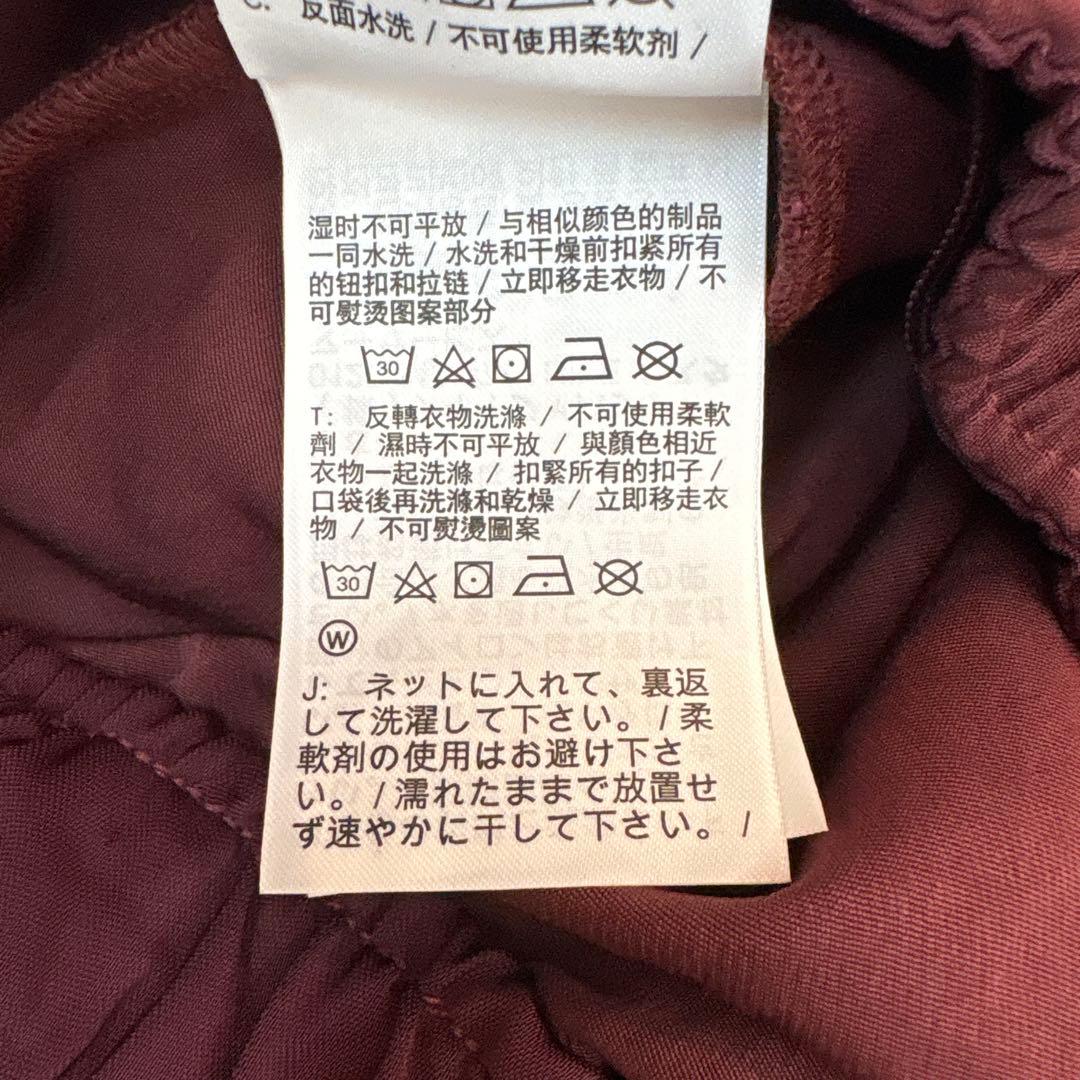 C: 反面水洗 / 不可使用柔软剂 /
湿时不可平放 / 与相似颜色的制品
一同水洗 / 水洗和干燥前扣紧所有
的钮扣和拉链 / 立即移走衣物 / 不
可熨烫图案部分
30
T: 反轉衣物洗滌 / 不可使用柔軟
劑 / 濕時不可平放 / 與顏色相近
衣物一起洗滌 / 扣緊所有的扣子 /
口袋後再洗滌和乾燥 / 立即移走衣
物 / 不可熨燙圖案
30
W
J: ネットに入れて、裏返
して洗濯して下さい。 / 柔
軟剤の使用はお避け下さ
い。 / 濡れたままで放置せ
ず速やかに干して下さい。 /